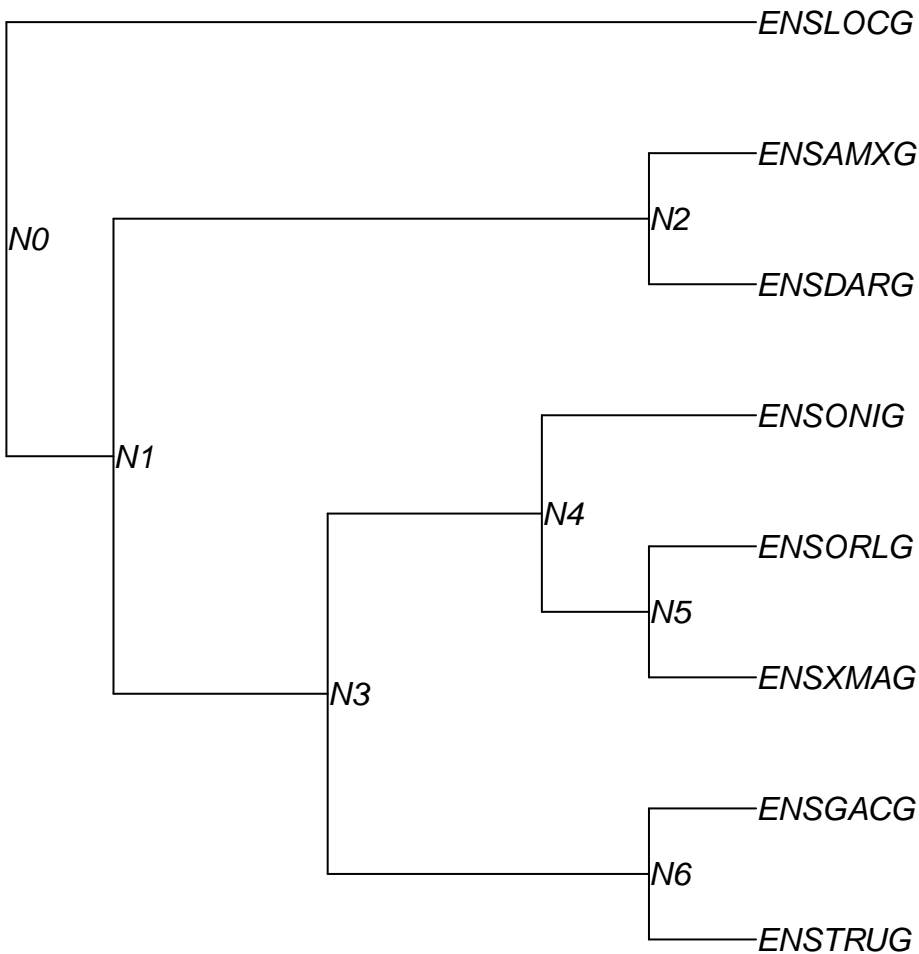 ENSLOCG
ENSAMXG
N2
N0
ENSDARG
ENSONIG
N1
N4
ENSORLG
N5
ENSXMAG
N3
ENSGACG
N6
ENSTRUG